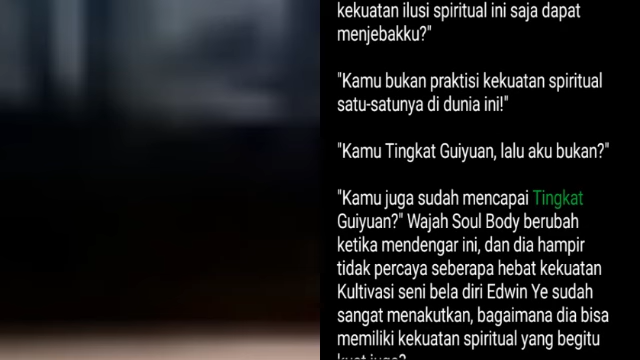 kekuatan ilusi spiritual ini saja dapat
menjebakku?"
"Kamu bukan praktisi kekuatan spiritual
satu-satunya di dunia ini!"
"Kamu Tingkat Guiyuan, lalu aku bukan?"
"Kamu juga sudah mencapai Tingkat
Guiyuan?" Wajah Soul Body berubah
ketika mendengar ini, dan dia hampir
tidak percaya seberapa hebat kekuatan
Kultivasi seni bela diri Edwin Ye sudah
sangat menakutkan, bagaimana dia bisa
memiliki kekuatan spiritual yang begitu
kuat juga?